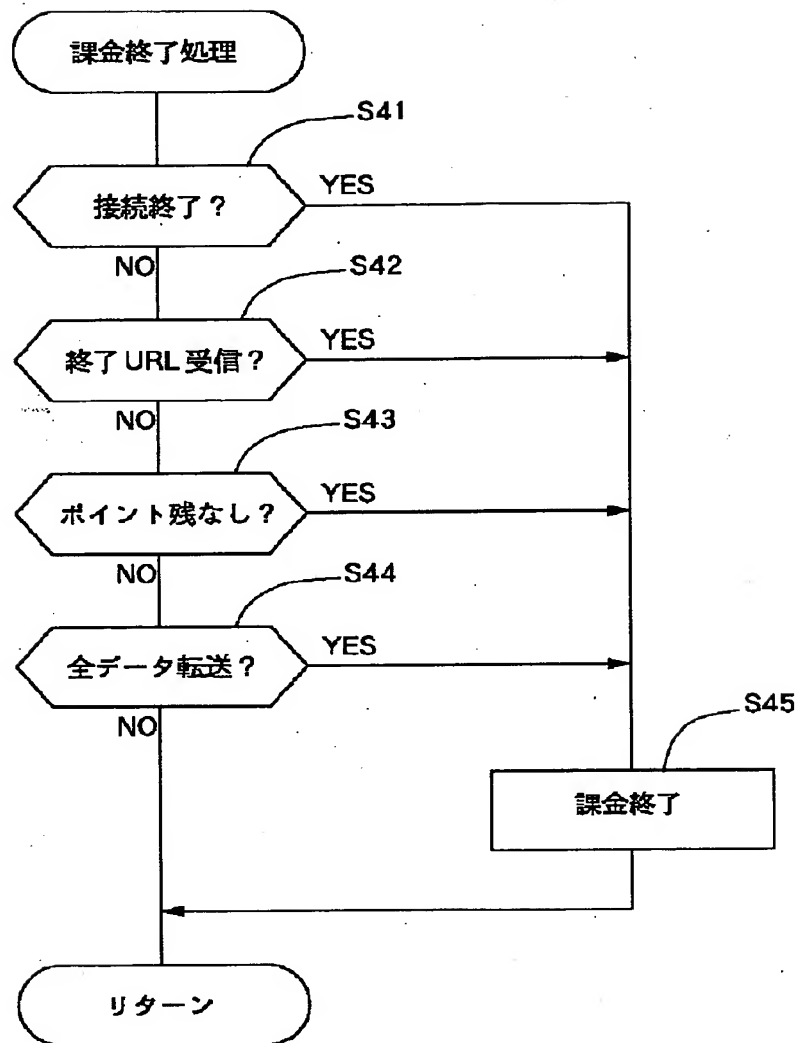 課金終了処理
S41
接続終了?
YES
NO
S42
終了URL受信?
YES
NO
S43
ポイント残なし?
YES
NO
S44
全データ転送?
YES
NO
S45
課金終了
リターン